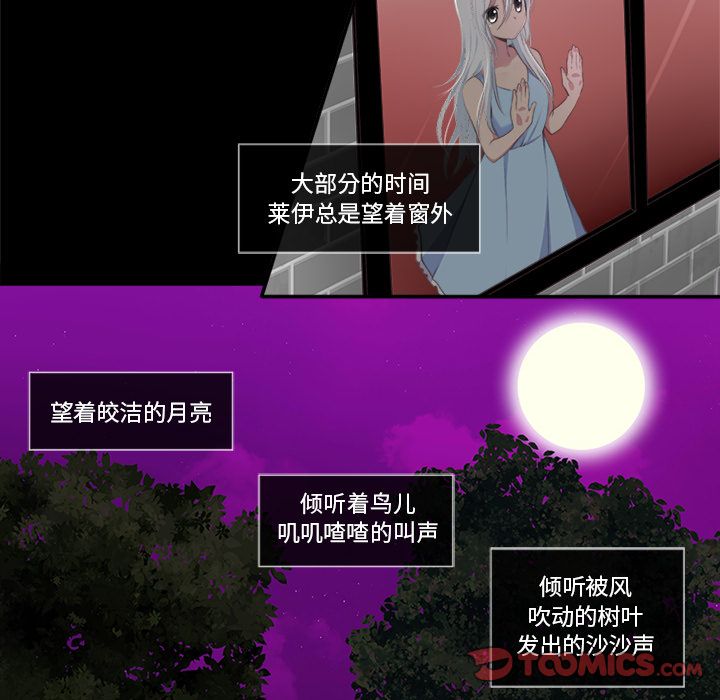 大部分的时间
莱伊总是望着窗外
望着皎洁的月亮
倾听着鸟儿
叽叽喳喳的叫声
倾听被风
吹动的树叶
发出的沙沙声
TOOMICS.COM